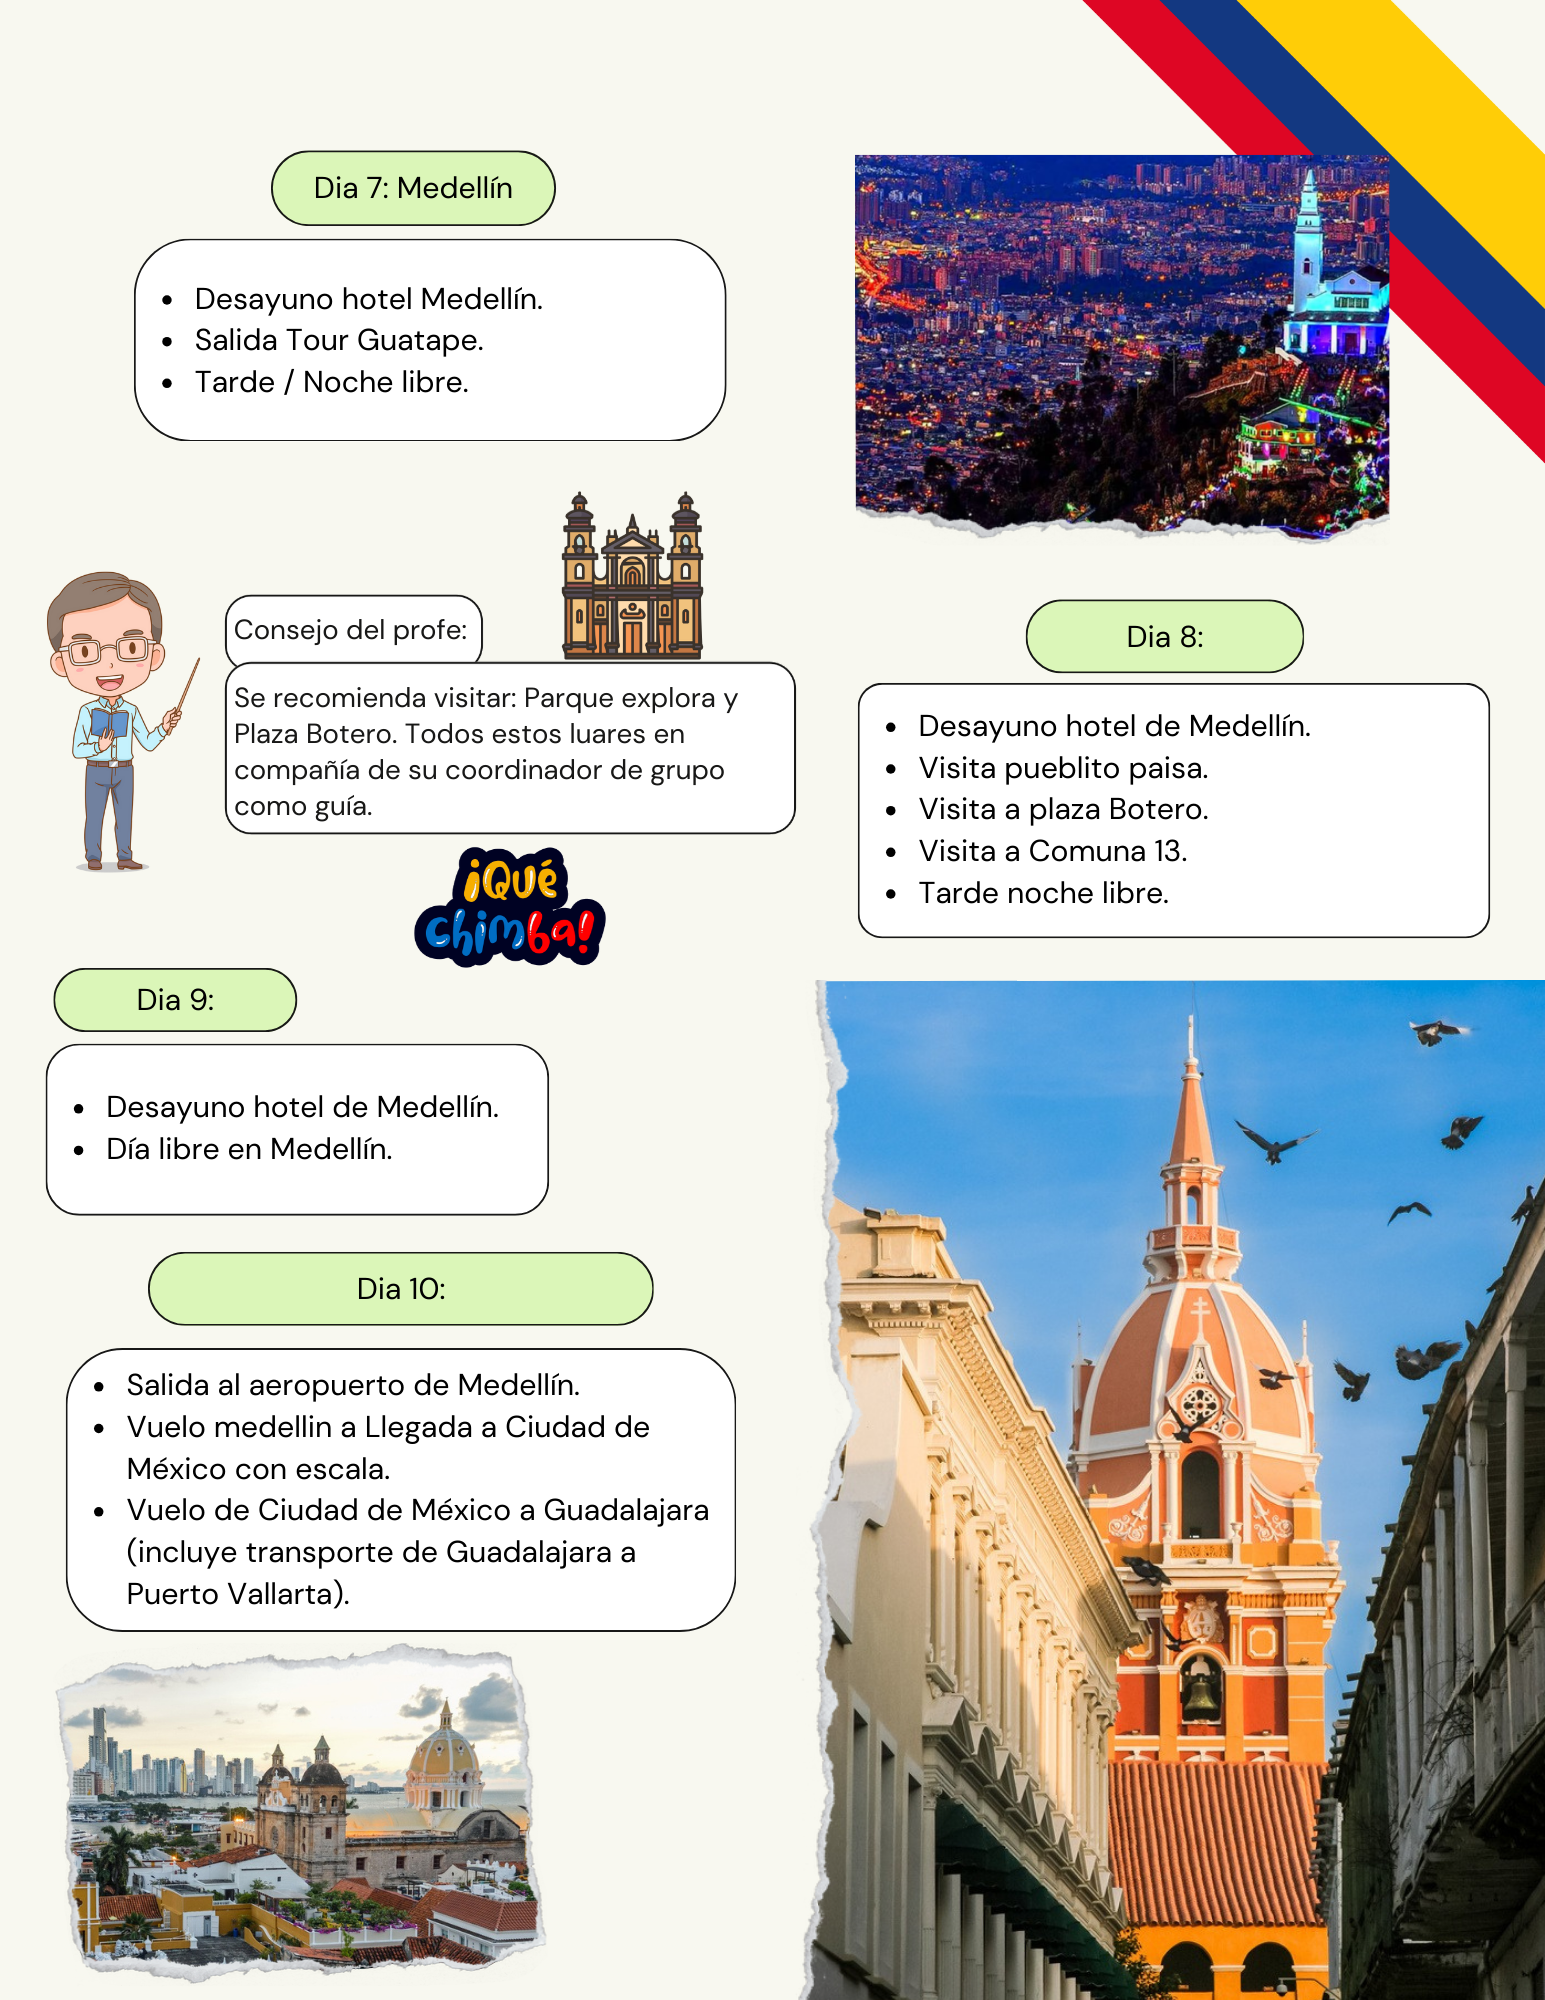 Dia 7: Medellín
Desayuno hotel Medellín.
Salida Tour Guatape.
Tarde / Noche libre.
Consejo del profe:
Se recomienda visitar: Parque explora y
Plaza Botero. Todos estos luares en
compañía de su coordinador de grupo
como guía.
¡Qué
chimba!
Dia 8:
Desayuno hotel de Medellín.
Visita pueblito paisa.
Visita a plaza Botero.
Visita a Comuna 13.
Tarde noche libre.
Dia 9:
Desayuno hotel de Medellín.
Día libre en Medellín.
Dia 10:
Salida al aeropuerto de Medellín.
Vuelo medellin a Llegada a Ciudad de
México con escala.
Vuelo de Ciudad de México a Guadalajara
(incluye transporte de Guadalajara a
Puerto Vallarta).